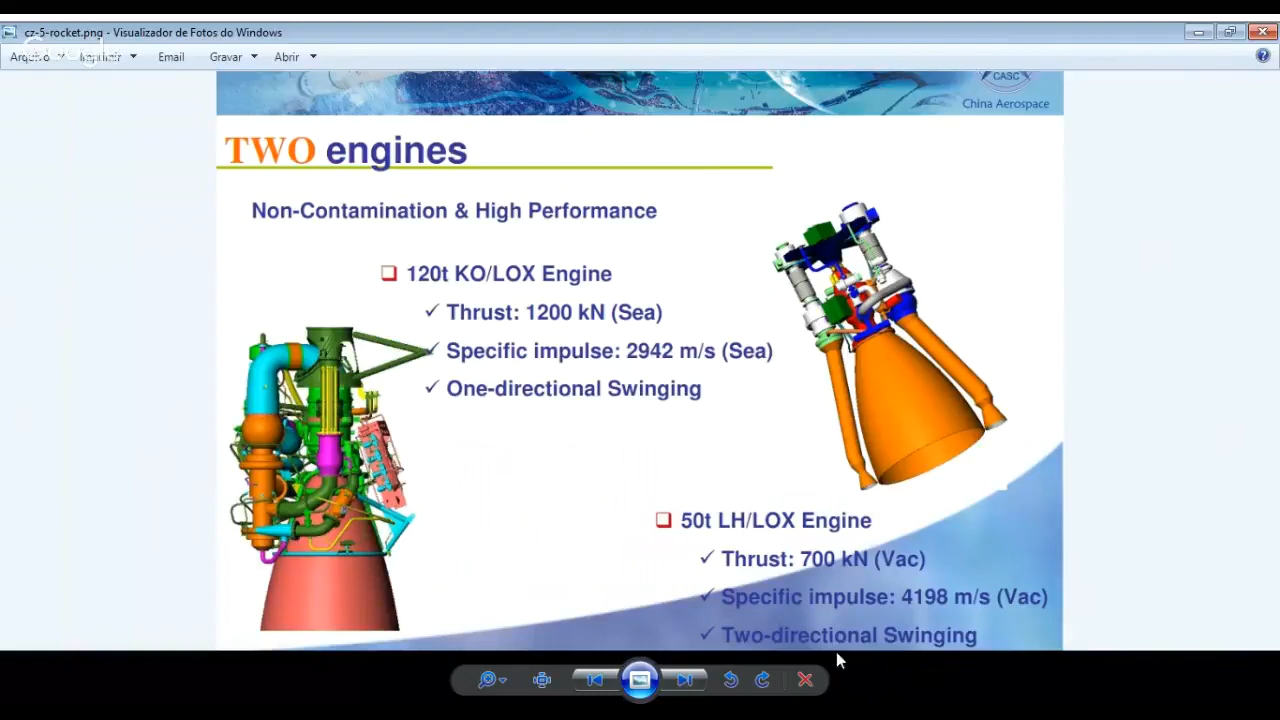 cz-5-rocket.png - Visualizador de Fotos do Windows
Arquivo Imprimir Email Gravar Abrir
CASC
China Aerospace
TWO engines
Non-Contamination & High Performance
120t KO/LOX Engine
Thrust: 1200 kN (Sea)
Specific impulse: 2942 m/s (Sea)
One-directional Swinging
50t LH/LOX Engine
Thrust: 700 kN (Vac)
Specific impulse: 4198 m/s (Vac)
Two-directional Swinging